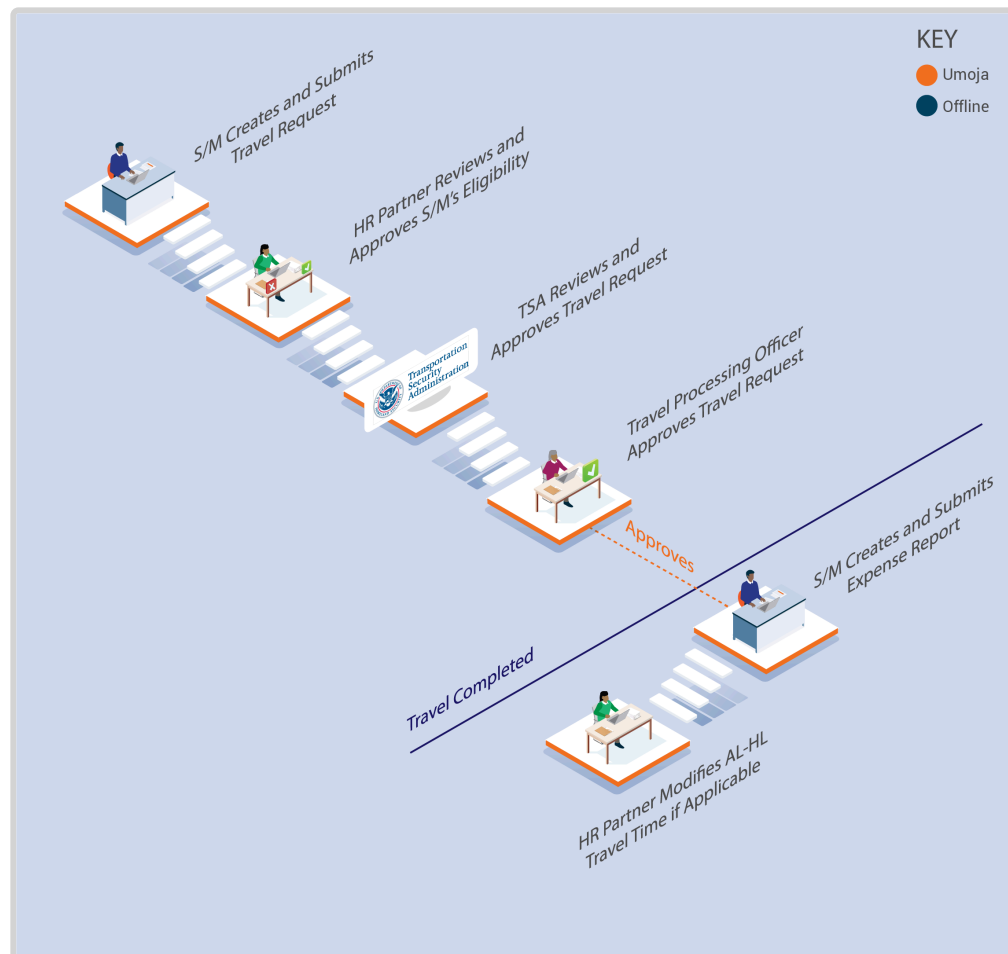 KEY
Umoja
Offline
S/M Creates and Submits
Travel Request
HR Partner Reviews and
Approves S/M's Eligibility
TSA Reviews and
Approves Travel Request
Transportation
Security
Administration
Travel Processing Officer
Approves Travel Request
Approves
S/M Creates and Submits
Expense Report
Travel Completed
HR Partner Modifies AL-HL
Travel Time if Applicable